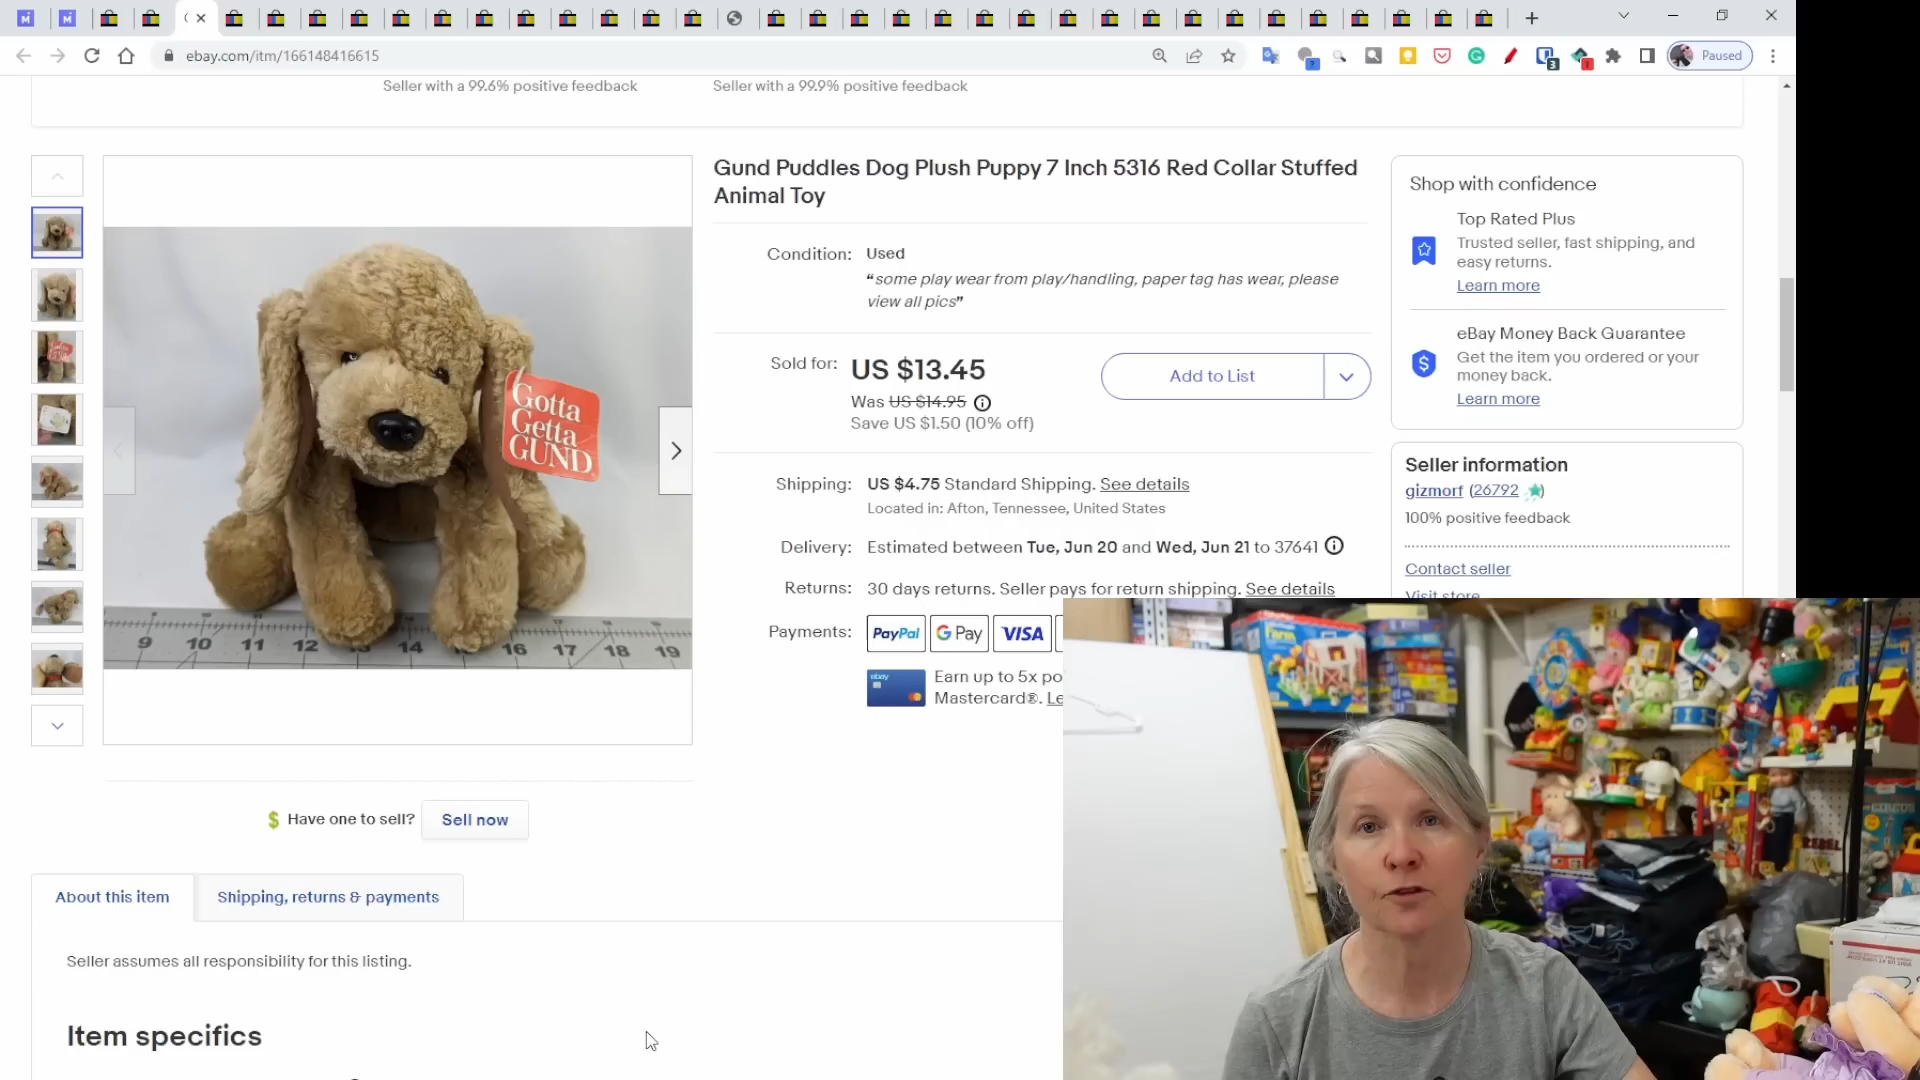 ebay.com/itm/166148416615
Paused
Seller with a 99.6% positive feedback
Seller with a 99.9% positive feedback
Gund Puddles Dog Plush Puppy 7 Inch 5316 Red Collar Stuffed
Animal Toy
Condition:
Used
“some play wear from play/handling, paper tag has wear, please
view all pics”
Sold for:
US $13.45
Was US $14.95
Save US $1.50 (10% off)
Add to List
Shipping:
US $4.75 Standard Shipping. See details
Located in: Afton, Tennessee, United States
Delivery:
Estimated between Tue, Jun 20 and Wed, Jun 21 to 37641
Returns:
30 days returns. Seller pays for return shipping. See details
Payments:
PayPal
G Pay
VISA
ebay
Earn up to 5x po
Mastercard®. Le
Shop with confidence
Top Rated Plus
Trusted seller, fast shipping, and
easy returns.
Learn more
eBay Money Back Guarantee
Get the item you ordered or your
money back.
Learn more
Seller information
gizmorf (26792)
100% positive feedback
Contact seller
Visit store
Gotta
Getta
GUND
9 10 11 12 13 14 15 16 17 18 19
Have one to sell?
Sell now
About this item
Shipping, returns & payments
Seller assumes all responsibility for this listing.
Item specifics
Farm
REBEL